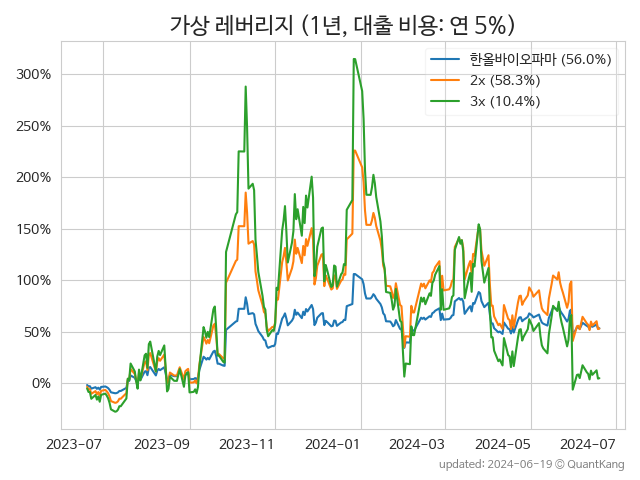 가상 레버리지 (1년, 대출 비용: 연 5%)
한올바이오파마 (56.0%)
2x (58.3%)
3x (10.4%)
300%
250%
200%
150%
100%
50%
0%
2023-07 2023-09 2023-11 2024-01 2024-03 2024-05 2024-07
updated: 2024-06-19 © QuantKang